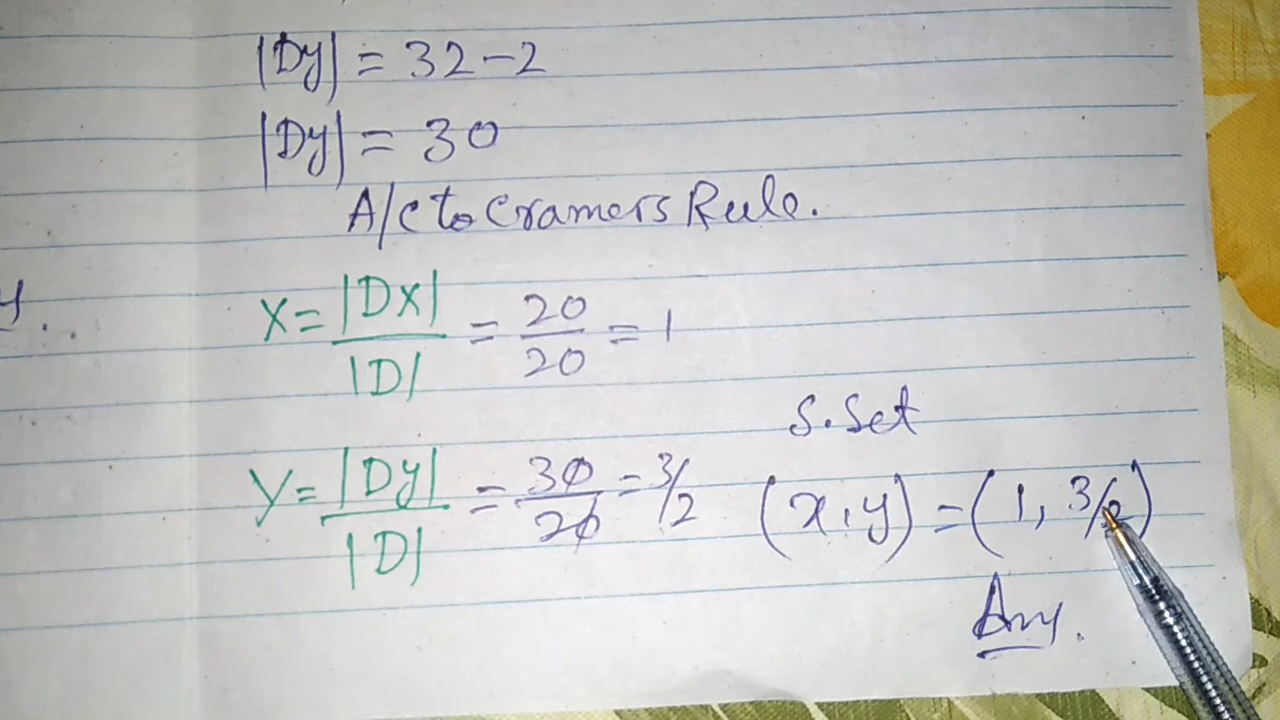 |Dy| = 32-2
|Dy| = 30
A/c to Cramers Rule.
y.
X = |DX| / |D| = 20/20 = 1
S.Set
Y = |Dy| / |D| = 30/20 = 3/2 (x,y) = (1, 3/2)
Ans.